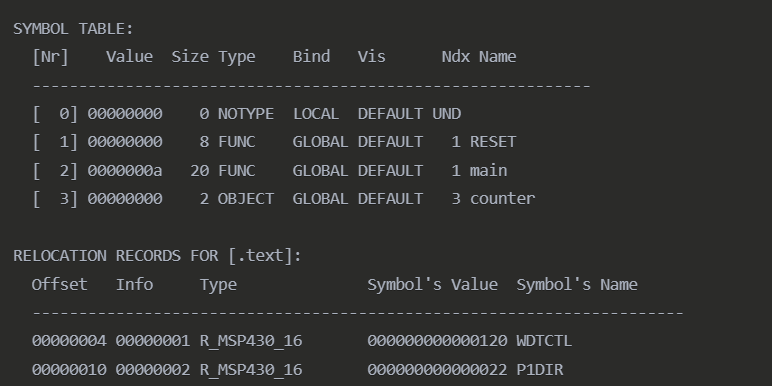 SYMBOL TABLE:
[Nr] Value Size Type Bind Vis Ndx Name
------------------------------------------------------------
[ 0] 00000000 0 NOTYPE LOCAL DEFAULT UND
[ 1] 00000000 8 FUNC GLOBAL DEFAULT 1 RESET
[ 2] 0000000a 20 FUNC GLOBAL DEFAULT 1 main
[ 3] 00000000 2 OBJECT GLOBAL DEFAULT 3 counter
RELOCATION RECORDS FOR [.text]:
Offset Info Type Symbol's Value Symbol's Name
----------------------------------------------------------------------
00000004 00000001 R_MSP430_16 000000000000120 WDTCTL
00000010 00000002 R_MSP430_16 000000000000022 P1DIR